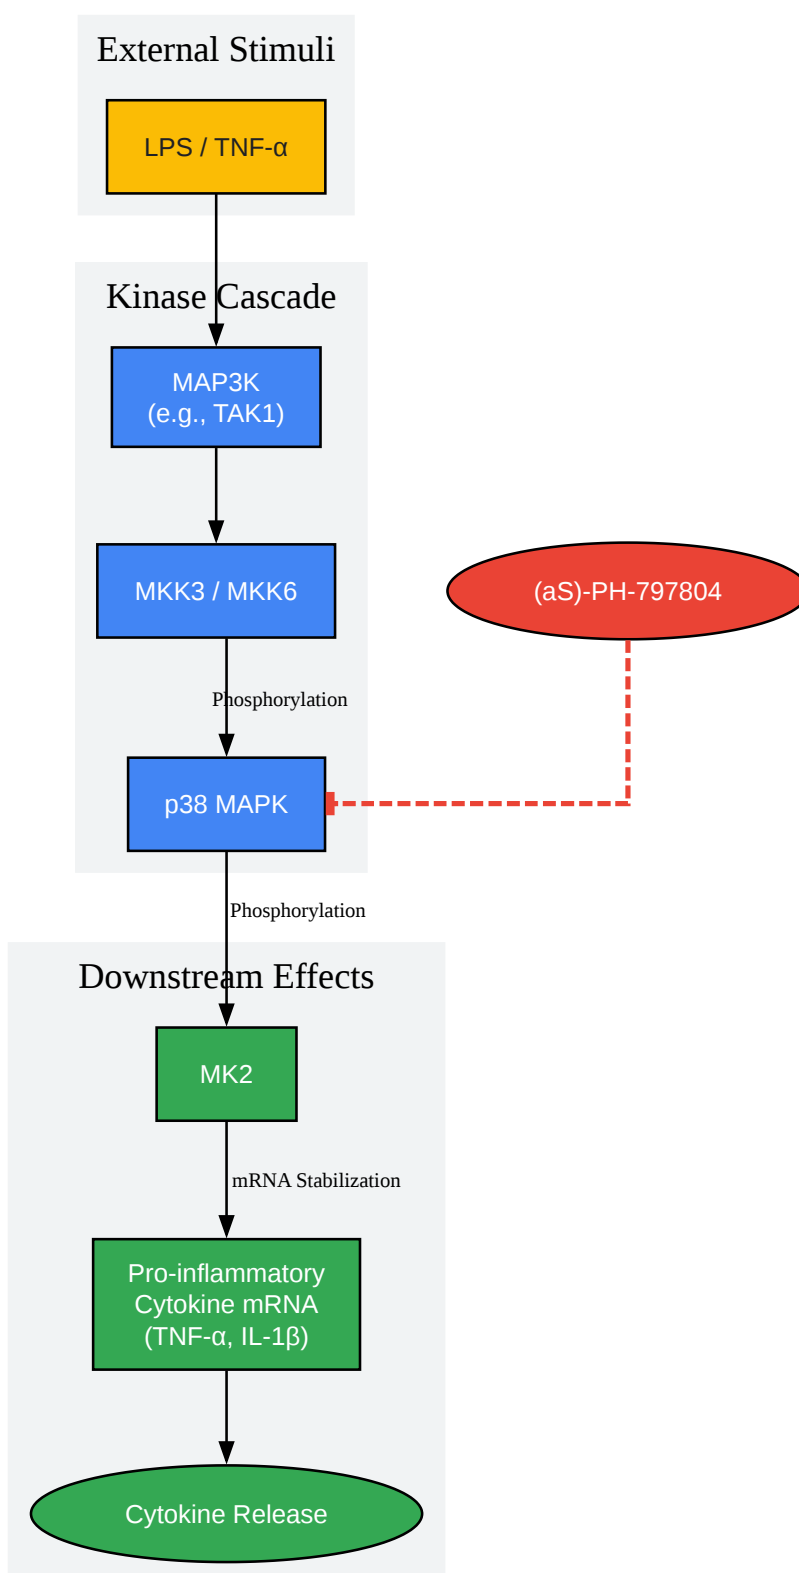 External Stimuli
LPS / TNF-α
Kinase Cascade
MAP3K
(e.g., TAK1)
MKK3 / MKK6
(aS)-PH-797804
Phosphorylation
p38 MAPK
Phosphorylation
Downstream Effects
MK2
mRNA Stabilization
Pro-inflammatory
Cytokine mRNA
(TNF-α, IL-1β)
Cytokine Release